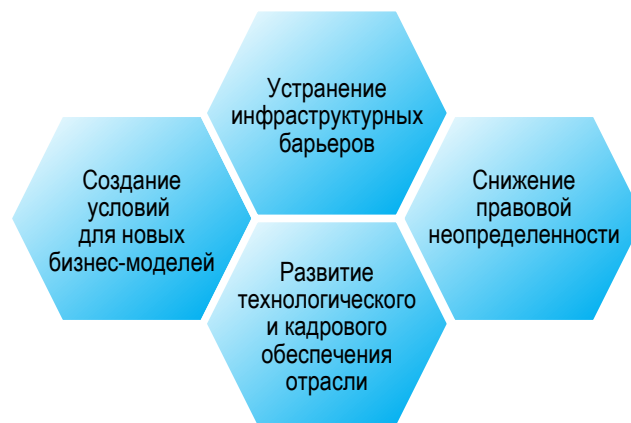 Устранение
инфраструктурных
барьеров
Создание
условий
для новых
бизнес-моделей
Снижение
правовой
неопределенности
Развитие
технологического
и кадрового
обеспечения
отрасли